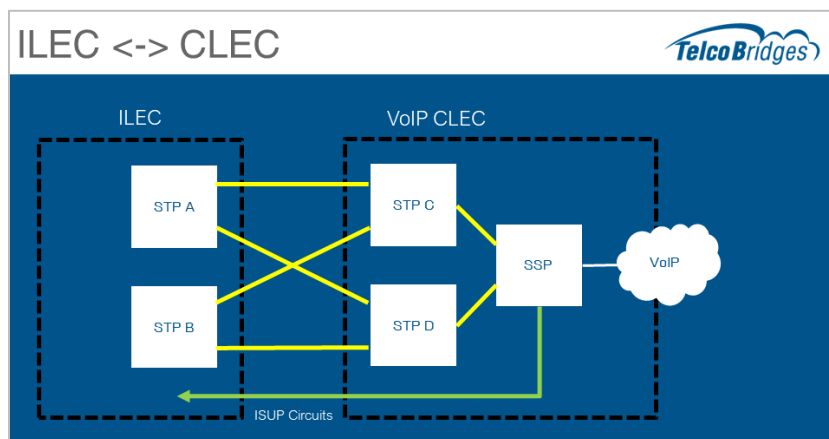 ILEC <-> CLEC
TelcoBridges
ILEC
VoIP CLEC
STP A
STP C
SSP
VoIP
STP B
STP D
ISUP Circuits